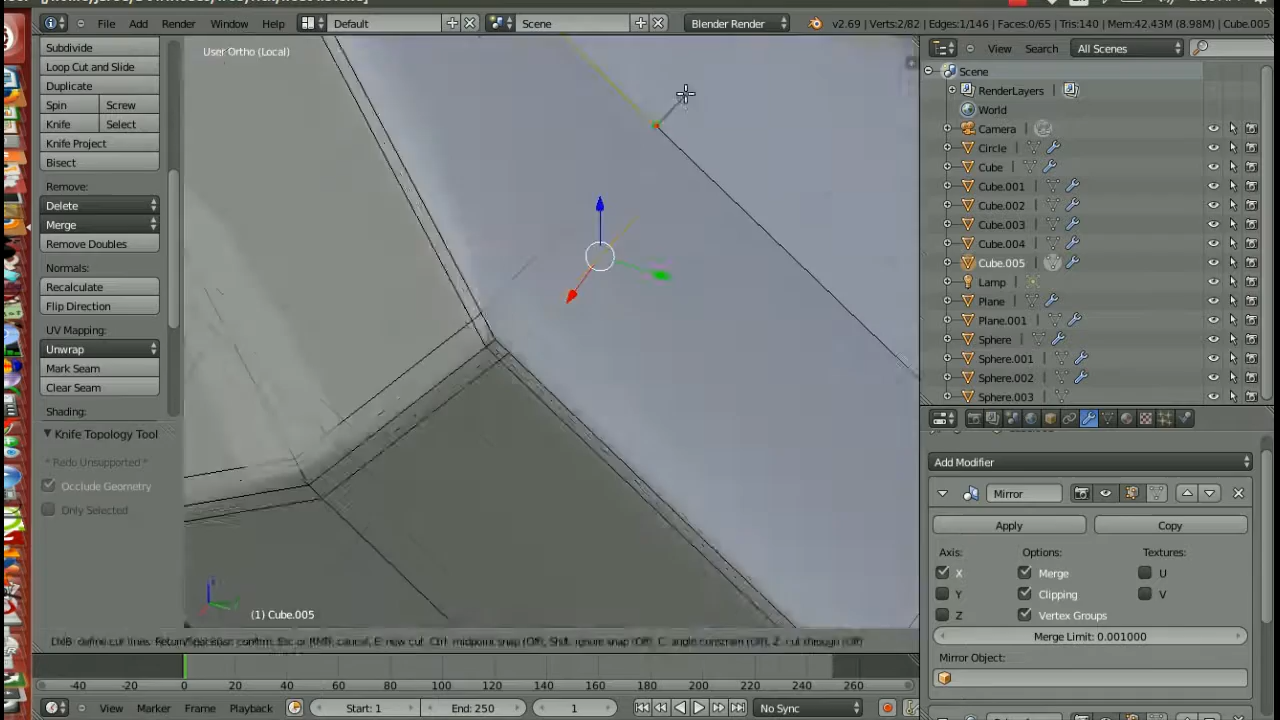 File Add Render Window Help Default Scene Blender Render v2.69 | Verts:2/82 | Edges:1/146 | Faces:0/65 | Tris:140 | Mem:42.43M (8.98M) | Cube.005
Subdivide
Loop Cut and Slide
Duplicate
Spin Screw
Knife Select
Knife Project
Bisect
Remove:
Delete
Merge
Remove Doubles
Normals:
Recalculate
Flip Direction
UV Mapping:
Unwrap
Mark Seam
Clear Seam
Shading:
Knife Topology Tool
* Redo Unsupported *
Occlude Geometry
Only Selected
User Ortho (Local)
(1) Cube.005
View Search All Scenes
Scene
RenderLayers
World
Camera
Circle
Cube
Cube.001
Cube.002
Cube.003
Cube.004
Cube.005
Lamp
Plane
Plane.001
Sphere
Sphere.001
Sphere.002
Sphere.003
Add Modifier
Mirror
Apply Copy
Axis: Options: Textures:
X Merge U
Y Clipping V
Z Vertex Groups
Merge Limit: 0.001000
Mirror Object:
-40 -20 0 20 40 60 80 100 120 140 160 180 200 220 240 260
View Marker Frame Playback Start: 1 End: 250 1 No Sync